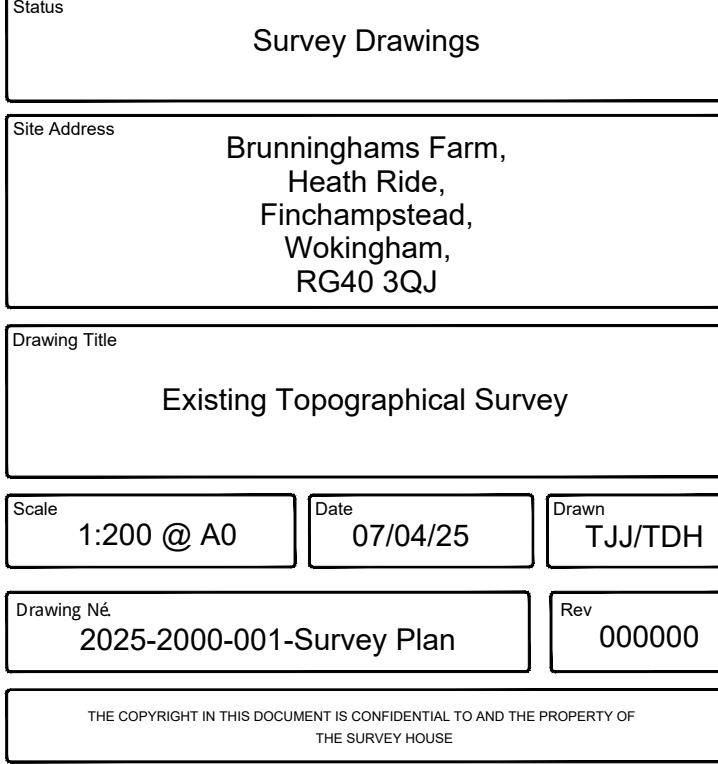 Status
Survey Drawings
Site Address
Brunninghams Farm,
Heath Ride,
Finchampstead,
Wokingham,
RG40 3QJ
Drawing Title
Existing Topographical Survey
Scale
1:200 @ A0
Date
07/04/25
Drawn
TJJ/TDH
Drawing Né.
2025-2000-001-Survey Plan
Rev
000000
THE COPYRIGHT IN THIS DOCUMENT IS CONFIDENTIAL TO AND THE PROPERTY OF
THE SURVEY HOUSE